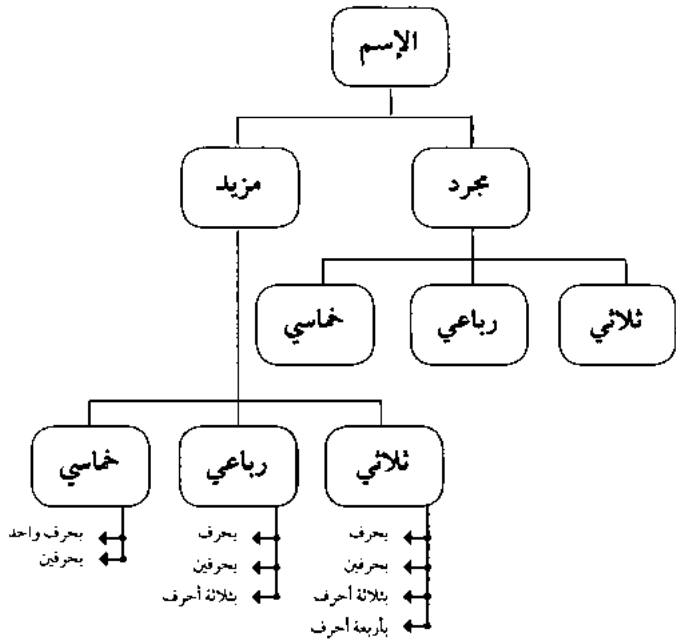 الإسم
مجرد
مزيد
ثلاثي
رباعي
خماسي
ثلاثي
بحرف
بحرفين
بثلاثة أحرف
بأربعة أحرف
رباعي
بحرف
بحرفين
بثلاثة أحرف
خماسي
بحرف واحد
بحرفين